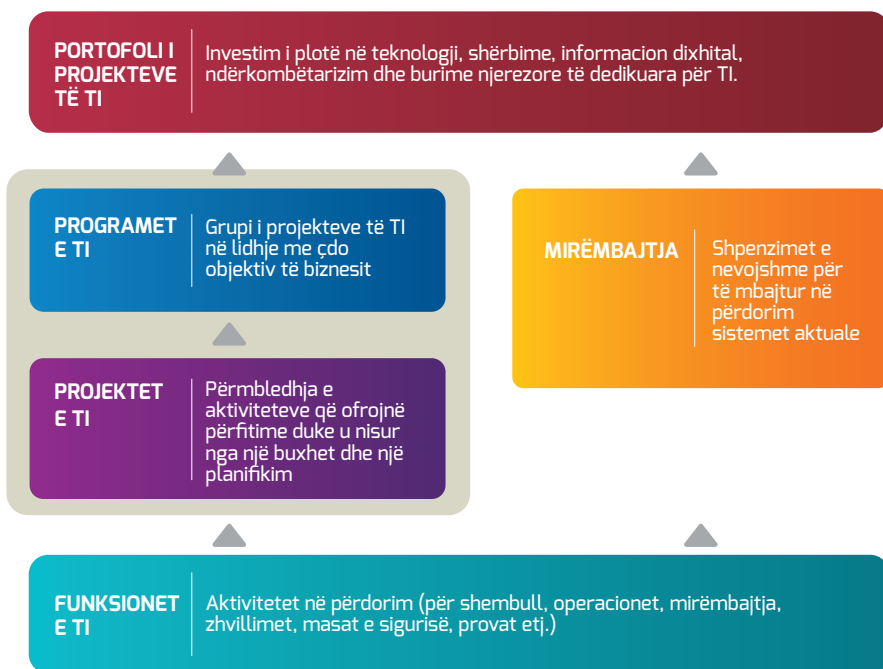 PORTOFOLI I
PROJEKTEVE
TË TI
Investim i plotë në teknologji, shërbime, informacion dixhital,
ndërkombëtarizim dhe burime njerezore të dedikuara për TI.
PROGRAMET
E TI
Grupi i projekteve të TI
në lidhje me çdo
objektiv të biznesit
MIRËMBAJTJA
Shpenzimet e
nevojshme për
të mbajtur në
përdorim
sistemet aktuale
PROJEKTET
E TI
Përmbledhja e
aktiviteteve që ofrojnë
përfitime duke u nisur
nga një buxhet dhe një
planifikim
FUNKSIONET
E TI
Aktivitetet në përdorim (për shembull, operacionet, mirëmbajtja,
zhvillimet, masat e sigurisë, provat etj.)